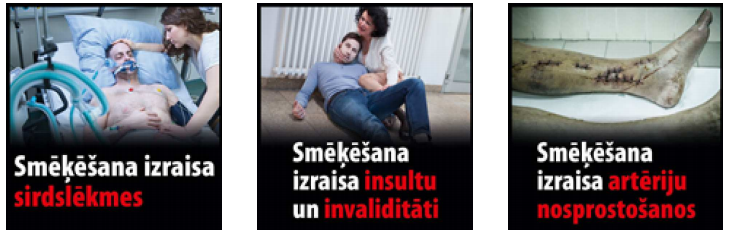 Smēķēšana izraisa
sirdslēkmes
Smēķēšana
izraisa insultu
un invaliditāti
Smēķēšana
izraisa artēriju
nosprostošanos